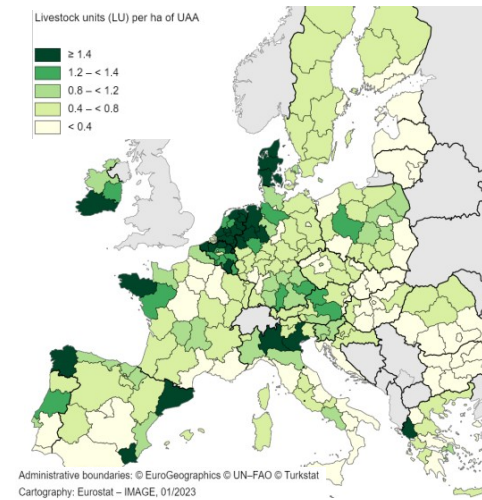 Livestock units (LU) per ha of UAA
≥ 1.4
1.2 – < 1.4
0.8 – < 1.2
0.4 – < 0.8
< 0.4
Administrative boundaries: © EuroGeographics © UN–FAO © Turkstat
Cartography: Eurostat – IMAGE, 01/2023